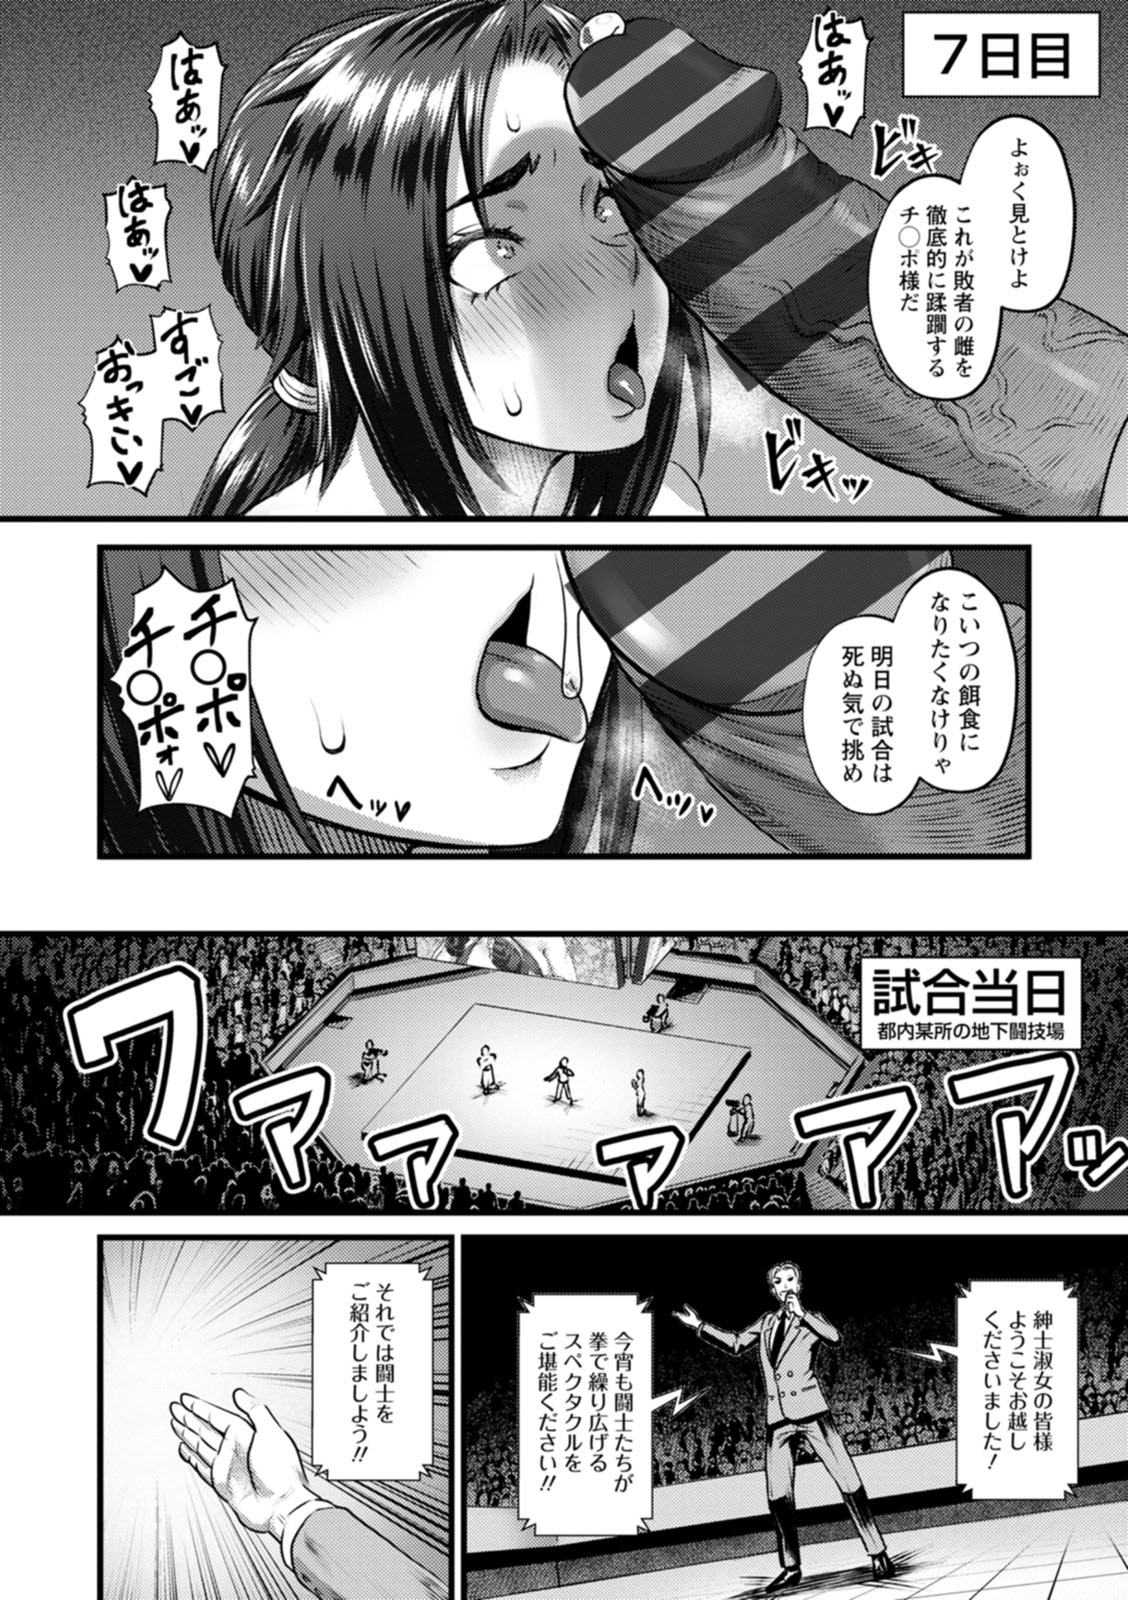 ７日目
よぉく見とけよ
これが敗者の雌を
徹底的に蹂躙する
チ〇ポ様だ
はあッ♥
ビキ
はあッ♥
はあッ♥
すご♥
おっきい♥
ビキッ
こいつの餌食に
なりたくなけりゃ
明日の試合は
死ぬ気で挑め
チ〇ポ♡
チ〇ポォ♡
ヘッッ♡
ヘッッ♡
試合当日
都内某所の地下闘技場
ワァァァァァッ
紳士淑女の皆様
ようこそお越し
くださいました！
今宵も闘士たちが
拳で繰り広げる
スペクタクルを
ご堪能ください!!
それでは闘士を
ご紹介しましよう!!